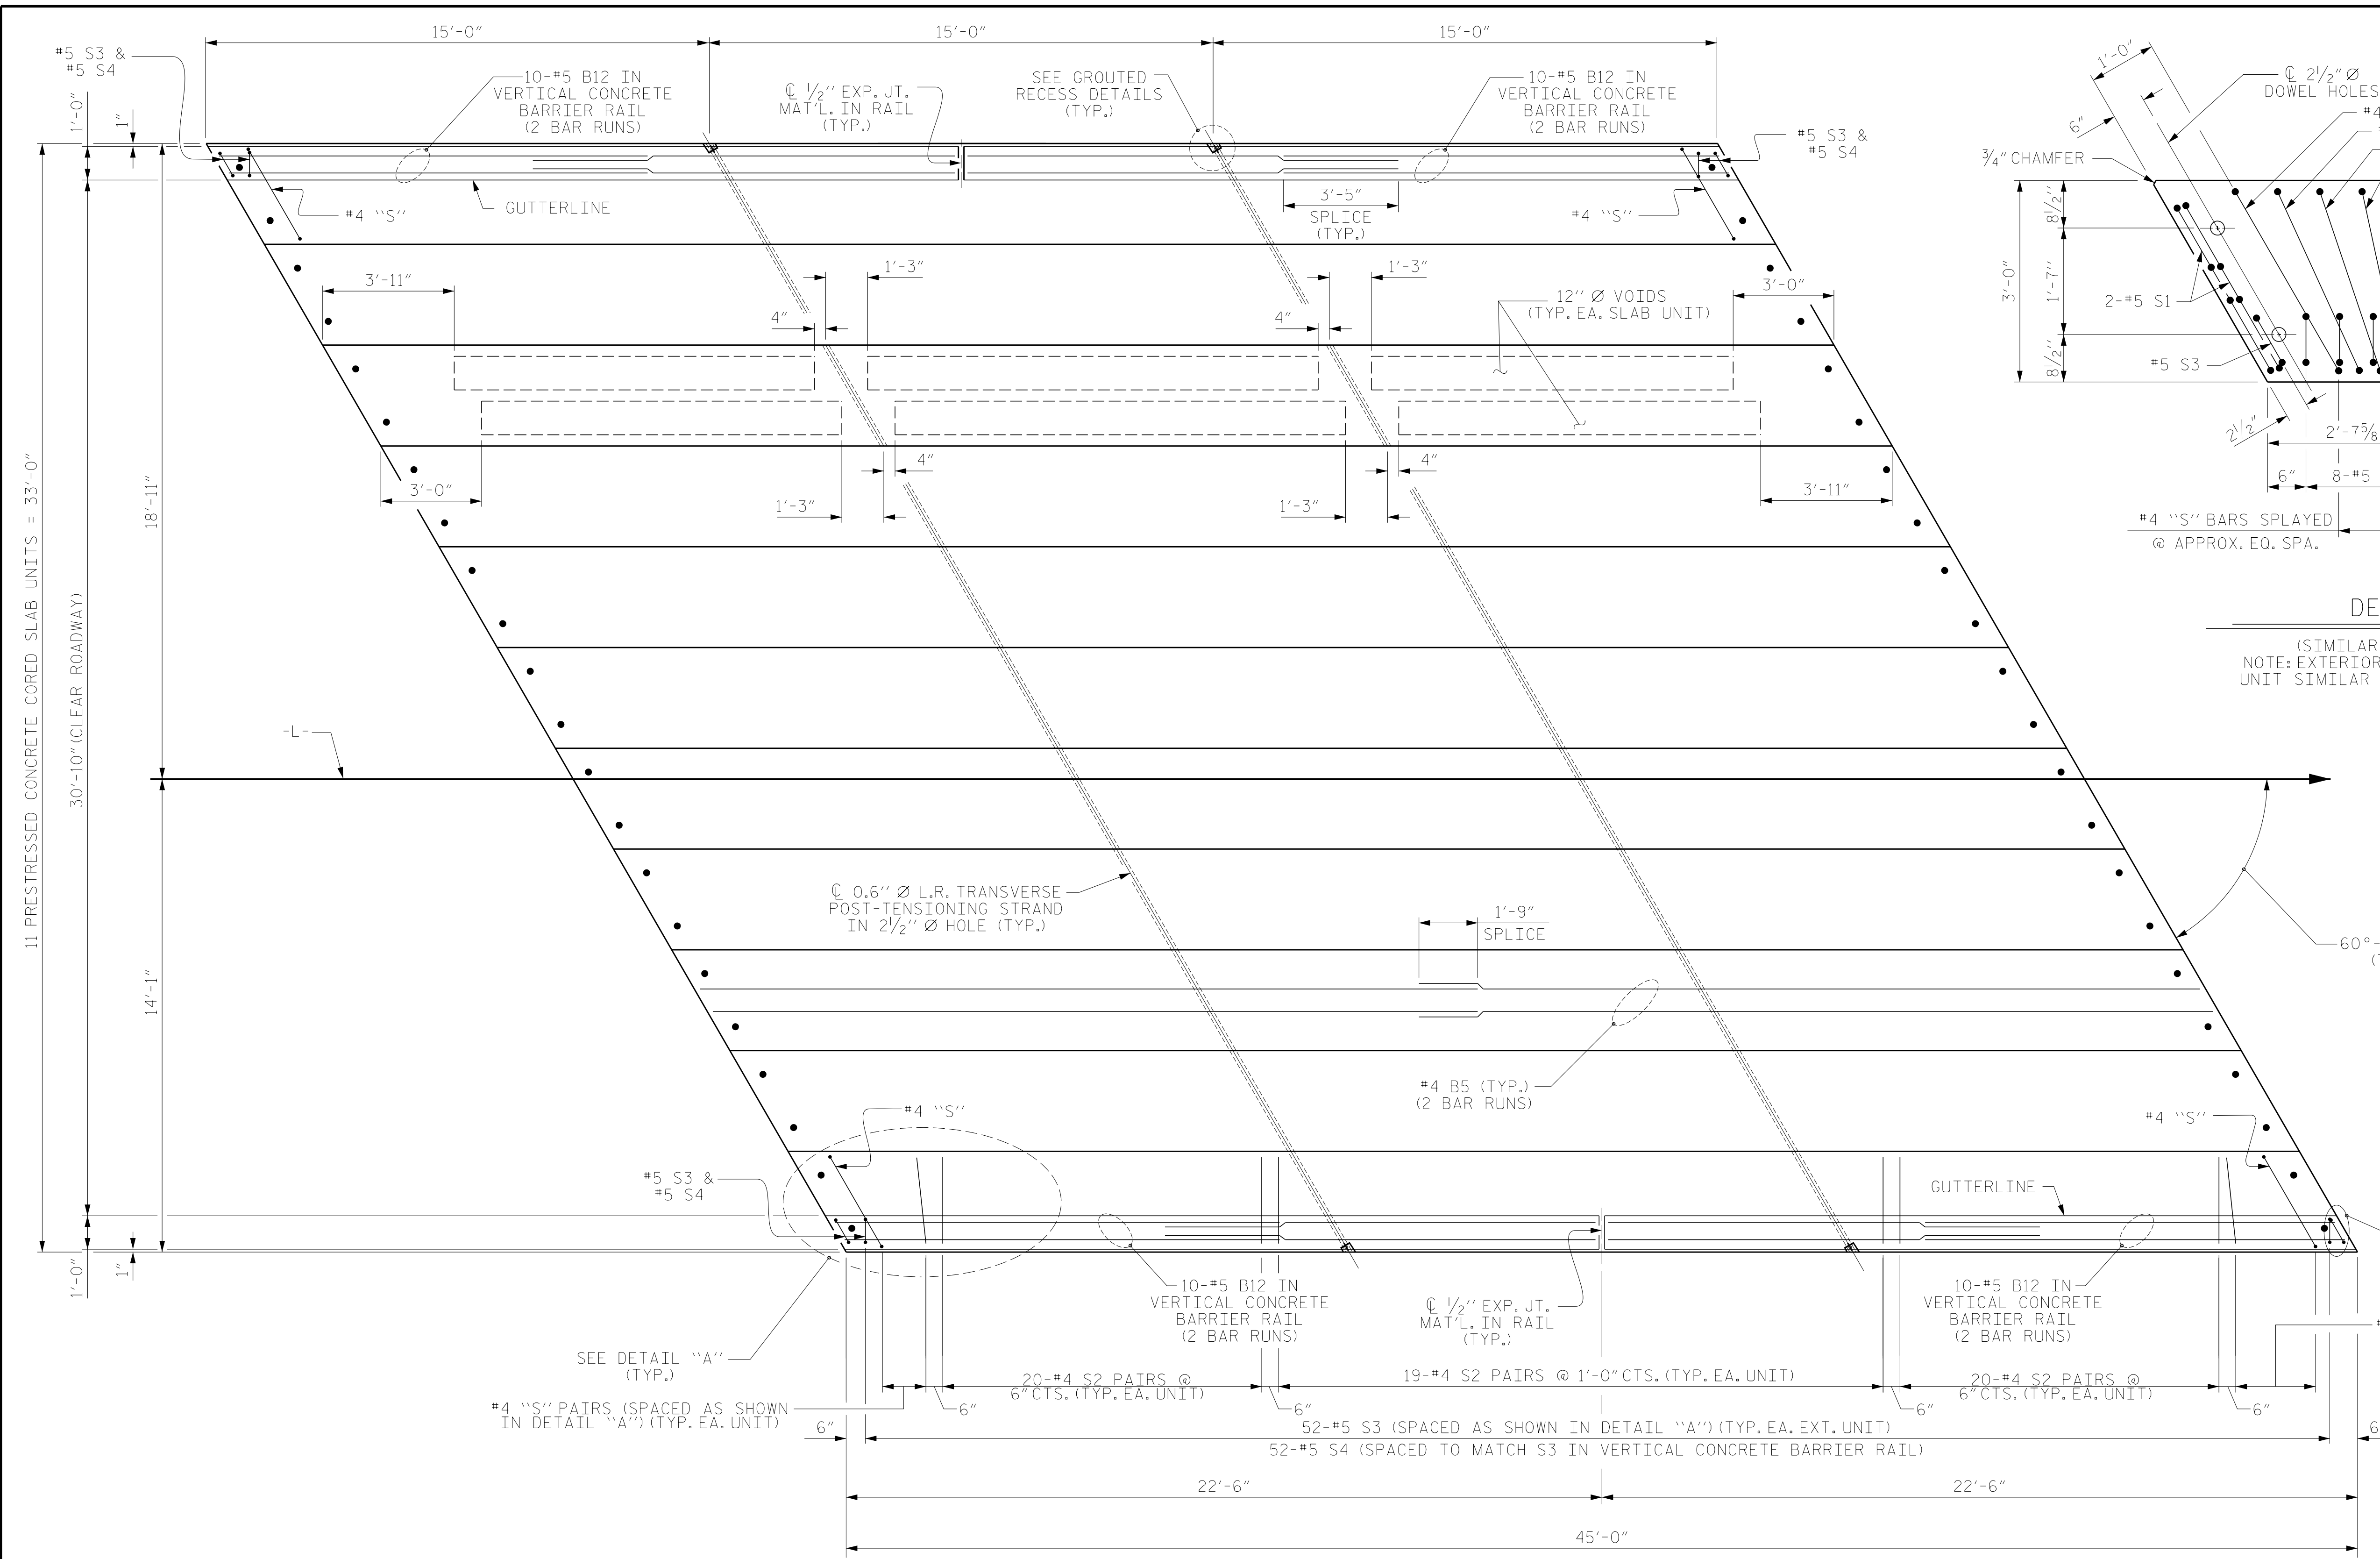 15'-0"
15'-0"
15'-0"
#5 S3 &
#5 S4
10-#5 B12 IN
VERTICAL CONCRETE
BARRIER RAIL
(2 BAR RUNS)
℄ 1/2" EXP. JT.
MAT'L. IN RAIL
(TYP.)
SEE GROUTED
RECESS DETAILS
(TYP.)
10-#5 B12 IN
VERTICAL CONCRETE
BARRIER RAIL
(2 BAR RUNS)
#5 S3 &
#5 S4
1'-0"
1"
#4 "S"
GUTTERLINE
3'-5"
SPLICE
(TYP.)
#4 "S"
3'-11"
1'-3"
4"
1'-3"
4"
12" Ø VOIDS
(TYP. EA. SLAB UNIT)
3'-0"
3'-0"
4"
1'-3"
4"
1'-3"
3'-11"
11 PRESTRESSED CONCRETE CORED SLAB UNITS = 33'-0"
30'-10" (CLEAR ROADWAY)
18'-11"
14'-1"
-L-
℄ 0.6" Ø L.R. TRANSVERSE
POST-TENSIONING STRAND
IN 2 1/2" Ø HOLE (TYP.)
1'-9"
SPLICE
#4 B5 (TYP.)
(2 BAR RUNS)
60°-
#4 "S"
#5 S3 &
#5 S4
#4 "S"
GUTTERLINE
1'-0"
1"
10-#5 B12 IN
VERTICAL CONCRETE
BARRIER RAIL
(2 BAR RUNS)
℄ 1/2" EXP. JT.
MAT'L. IN RAIL
(TYP.)
10-#5 B12 IN
VERTICAL CONCRETE
BARRIER RAIL
(2 BAR RUNS)
SEE DETAIL "A"
(TYP.)
#4 "S" PAIRS (SPACED AS SHOWN
IN DETAIL "A") (TYP. EA. UNIT)
20-#4 S2 PAIRS @
6" CTS. (TYP. EA. UNIT)
19-#4 S2 PAIRS @ 1'-0" CTS. (TYP. EA. UNIT)
20-#4 S2 PAIRS @
6" CTS. (TYP. EA. UNIT)
6"
6"
6"
6"
6"
52-#5 S3 (SPACED AS SHOWN IN DETAIL "A") (TYP. EA. EXT. UNIT)
52-#5 S4 (SPACED TO MATCH S3 IN VERTICAL CONCRETE BARRIER RAIL)
22'-6"
22'-6"
45'-0"
1'-0"
6"
℄ 2 1/2" Ø
DOWEL HOLES
#4
3/4" CHAMFER
3'-0"
8 1/2"
1'-7"
8 1/2"
2-#5 S1
#5 S3
2 1/2"
2'-7 5/8
6"
8-#5
#4 "S" BARS SPLAYED
@ APPROX. EQ. SPA.
DE
(SIMILAR
NOTE: EXTERIOR
UNIT SIMILAR